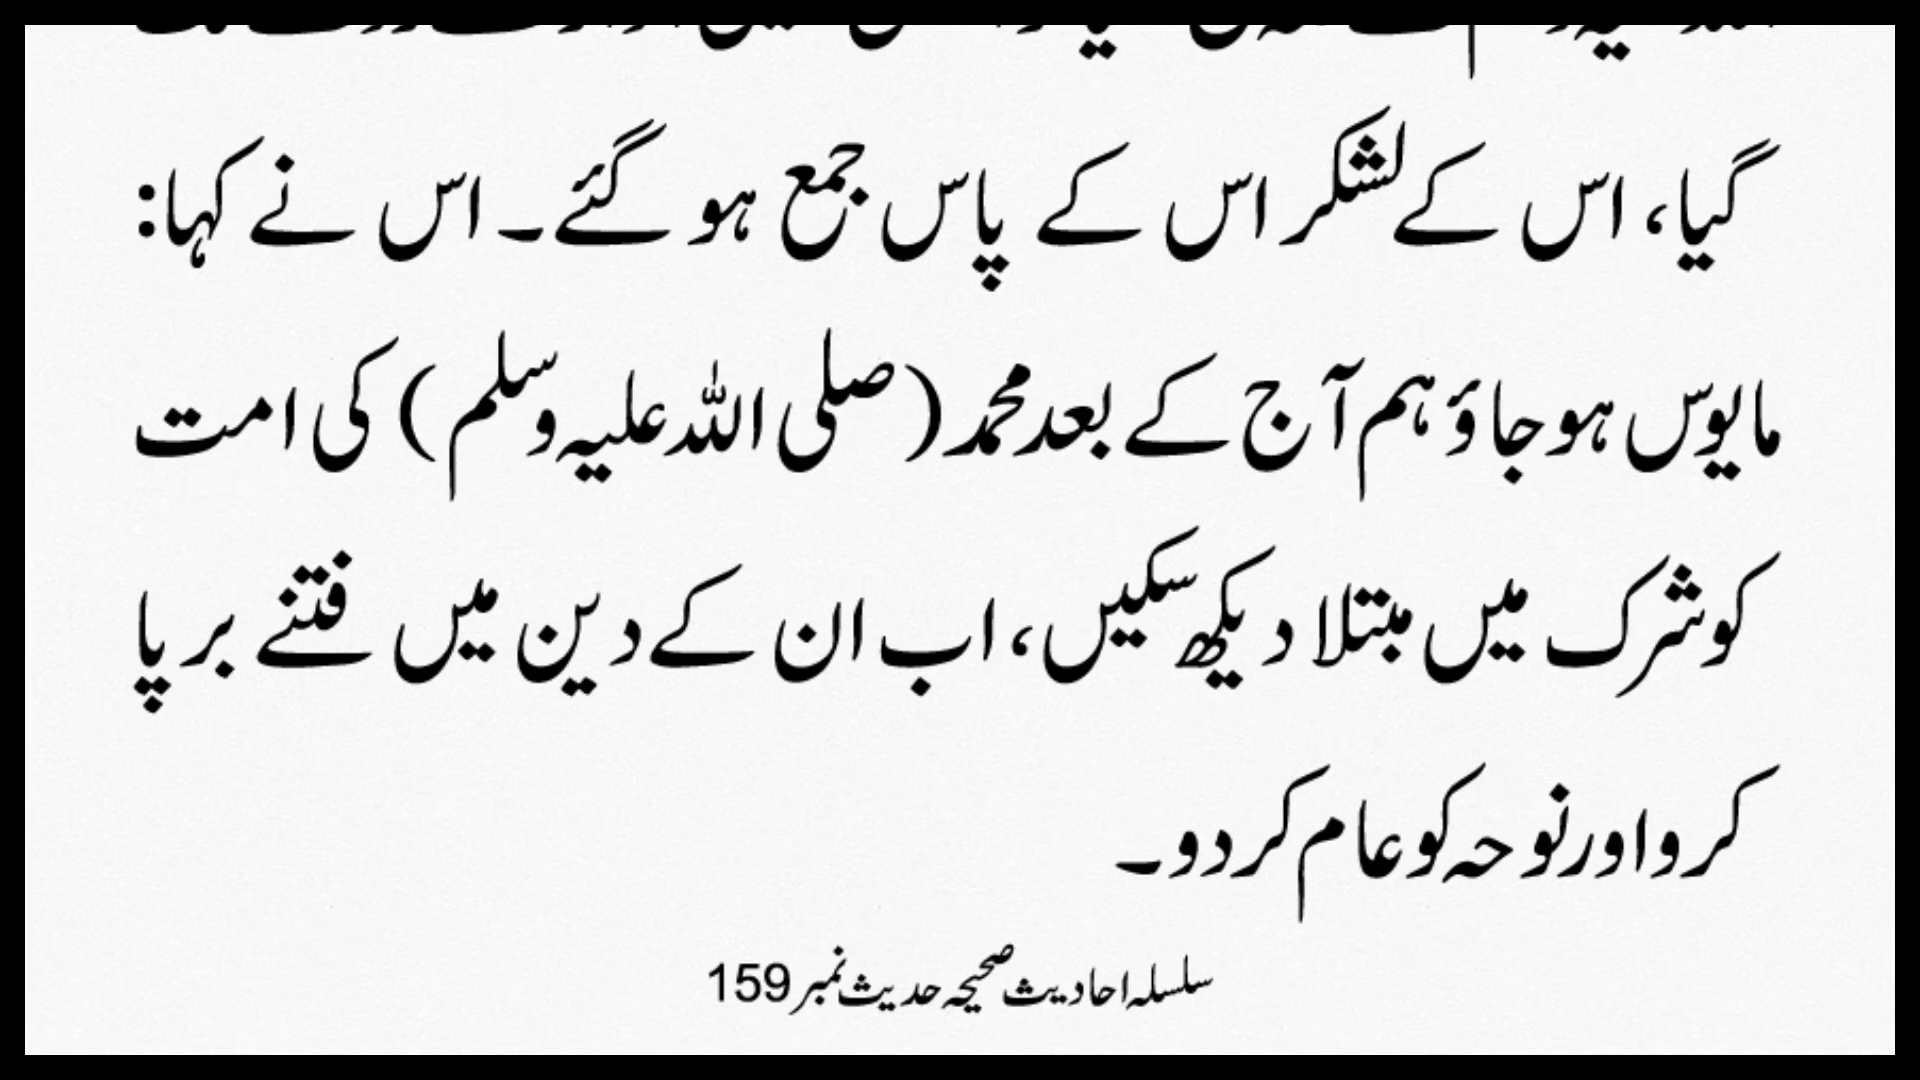 گیا، اس کے لشکر اس کے پاس جمع ہو گئے۔ اس نے کہا:
مایوس ہو جاؤ ہم آج کے بعد محمد (صلی اللہ علیہ وسلم) کی امت
کو شرک میں مبتلا دیکھ سکیں، اب ان کے دین میں فتنے برپا
کرو اور نوحہ کو عام کر دو۔
سلسلہ احادیث صحیحہ حدیث نمبر 159